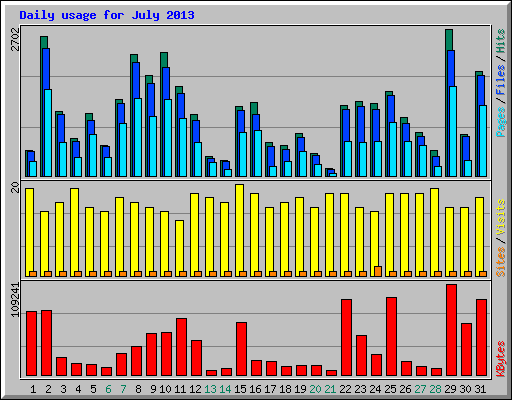 Daily usage for July 2013
2702
Pages/Files/Hits
20
Sites/Visits
109241
KBytes
1 2 3 4 5 6 7 8 9 10 11 12 13 14 15 16 17 18 19 20 21 22 23 24 25 26 27 28 29 30 31